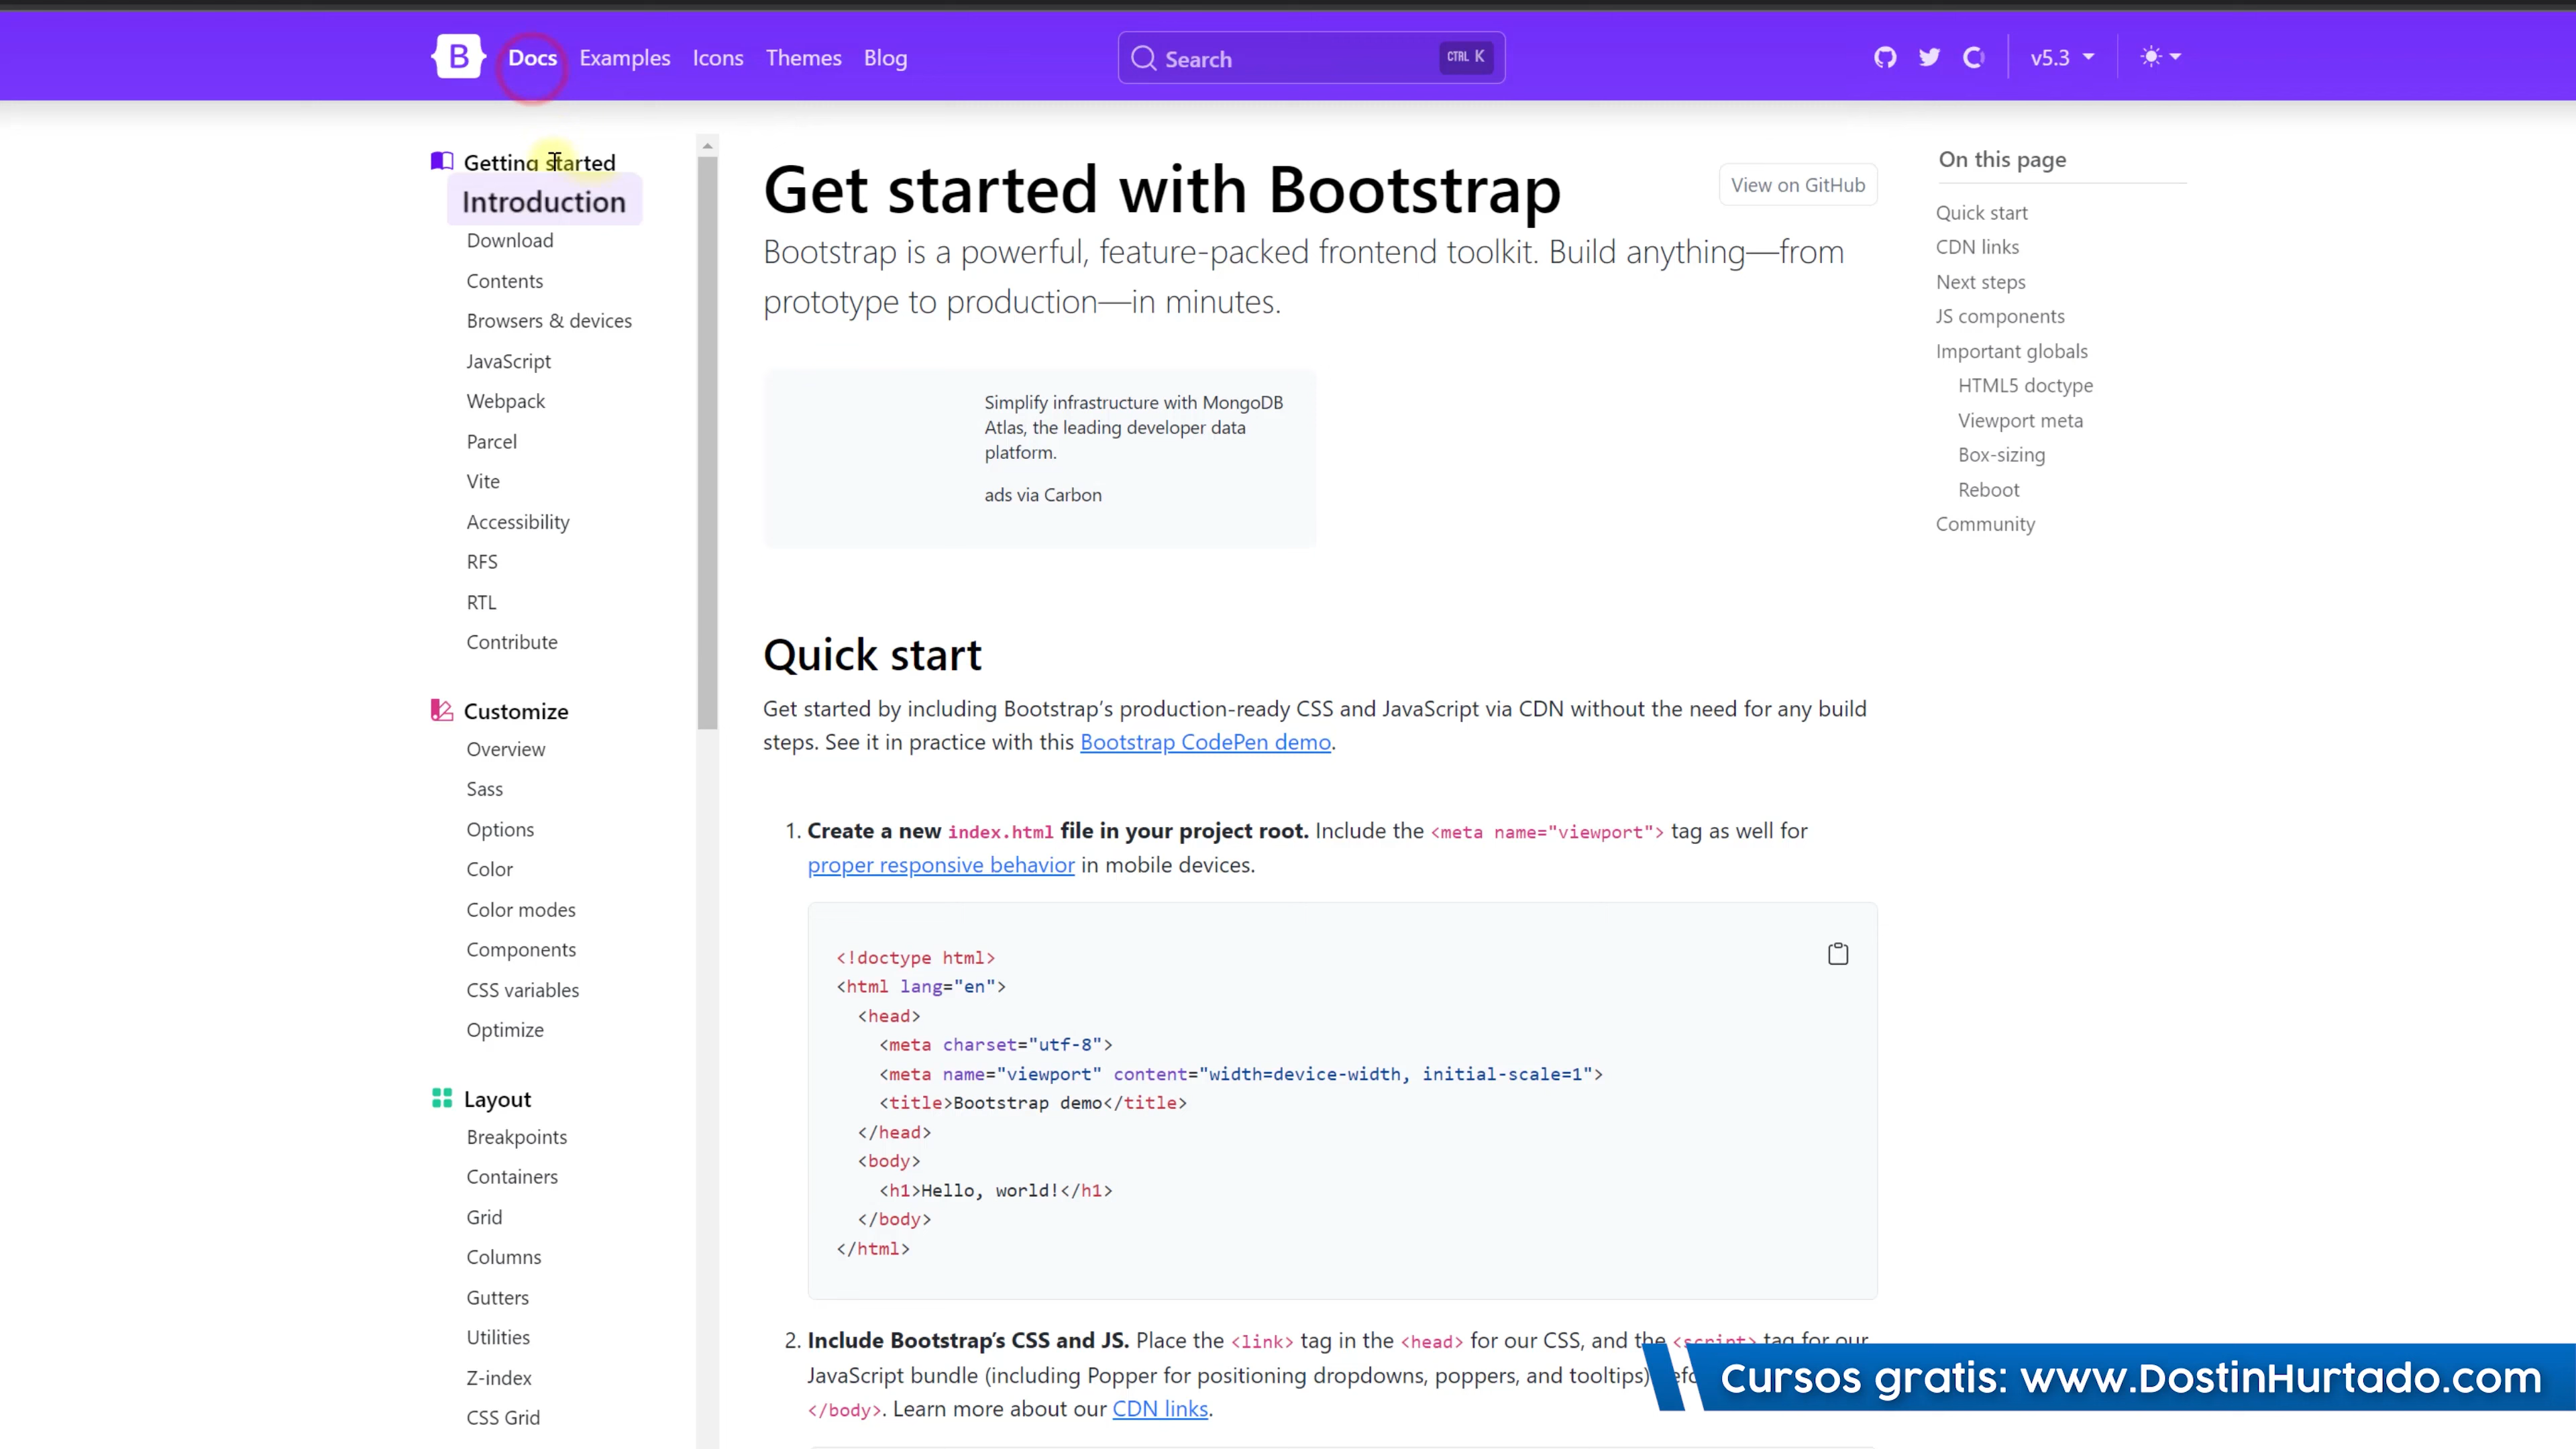 B Docs Examples Icons Themes Blog
Search CTRL K
v5.3
Getting started
Introduction
Download
Contents
Browsers & devices
JavaScript
Webpack
Parcel
Vite
Accessibility
RFS
RTL
Contribute
Customize
Overview
Sass
Options
Color
Color modes
Components
CSS variables
Optimize
Layout
Breakpoints
Containers
Grid
Columns
Gutters
Utilities
Z-index
CSS Grid
Get started with Bootstrap
View on GitHub
Bootstrap is a powerful, feature-packed frontend toolkit. Build anything—from
prototype to production—in minutes.
Simplify infrastructure with MongoDB
Atlas, the leading developer data
platform.
ads via Carbon
Quick start
Get started by including Bootstrap's production-ready CSS and JavaScript via CDN without the need for any build
steps. See it in practice with this Bootstrap CodePen demo.
1. Create a new index.html file in your project root. Include the <meta name="viewport"> tag as well for
proper responsive behavior in mobile devices.
<!doctype html>
<html lang="en">
<head>
<meta charset="utf-8">
<meta name="viewport" content="width=device-width, initial-scale=1">
<title>Bootstrap demo</title>
</head>
<body>
<h1>Hello, world!</h1>
</body>
</html>
2. Include Bootstrap's CSS and JS. Place the <link> tag in the <head> for our CSS, and the <script> tag for our
JavaScript bundle (including Popper for positioning dropdowns, poppers, and tooltips)
</body>. Learn more about our CDN links.
On this page
Quick start
CDN links
Next steps
JS components
Important globals
HTML5 doctype
Viewport meta
Box-sizing
Reboot
Community
Cursos gratis: www.DostinHurtado.com